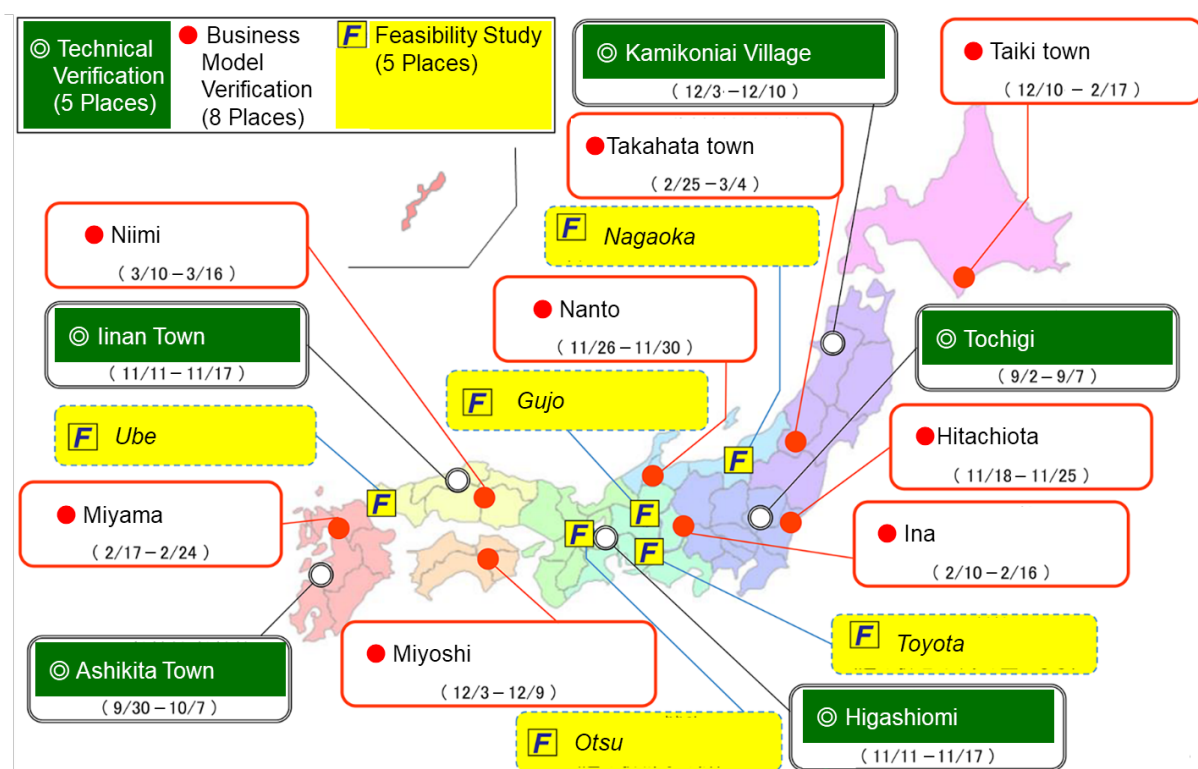 ◎ Technical
Verification
(5 Places)
Business
Model
Verification
(8 Places)
F Feasibility Study
(5 Places)
◎ Kamikoniai Village
( 12/3 －12/10 )
Taiki town
( 12/10 － 2/17 )
Takahata town
( 2/25 －3/4 )
F Nagaoka
Niimi
( 3/10 －3/16 )
Nanto
( 11/26 －11/30 )
◎ Iinan Town
( 11/11 －11/17 )
◎ Tochigi
( 9/2 －9/7 )
F Gujo
F Ube
Hitachiota
( 11/18 －11/25 )
F
F
F
F
F
Miyama
( 2/17 －2/24 )
Ina
( 2/10 －2/16 )
◎ Ashikita Town
( 9/30 － 10/7 )
Miyoshi
( 12/3 －12/9 )
F Toyota
F Otsu
◎ Higashiomi
( 11/11 －11/17 )